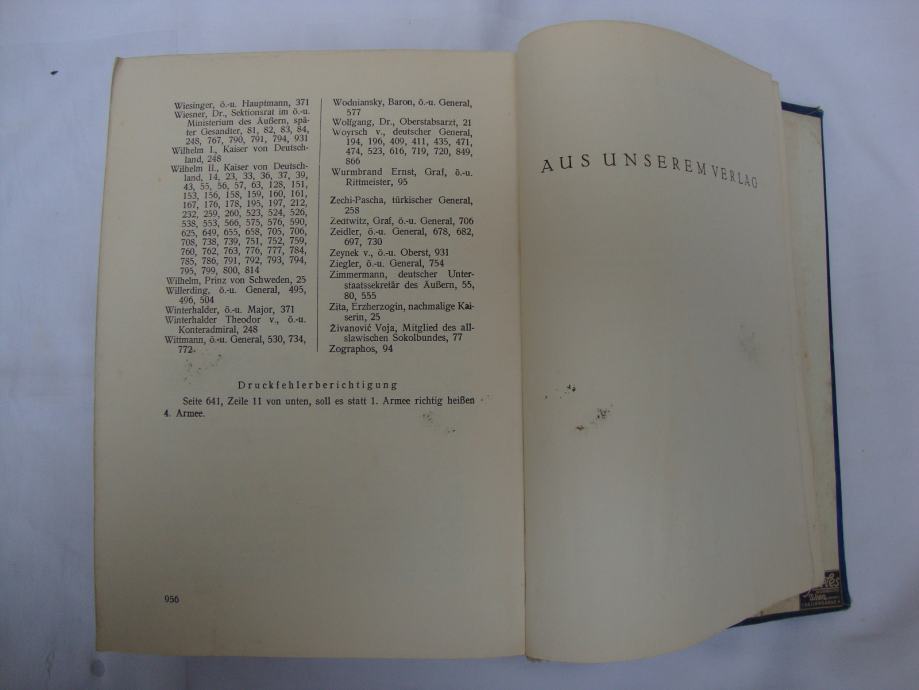 Wiesinger, ö.-u. Hauptmann, 371
Wiesner, Dr., Sektionsrat im ö.-u.
Ministerium des Äußern, spä-
ter Gesandter, 81, 82, 83, 84,
248, 767, 790, 791, 794, 931
Wilhelm I., Kaiser von Deutsch-
land, 248
Wilhelm II., Kaiser von Deutsch-
land, 14, 23, 33, 36, 37, 39,
43, 55, 56, 57, 63, 128, 151,
153, 156, 158, 159, 160, 161,
167, 176, 178, 195, 197, 212,
232, 259, 260, 523, 524, 526,
538, 553, 566, 575, 576, 590,
625, 649, 655, 658, 705, 706,
708, 738, 739, 751, 752, 759,
760, 762, 763, 776, 777, 784,
785, 786, 791, 792, 793, 794,
795, 799, 800, 814
Wilhelm, Prinz von Schweden, 25
Willerding, ö.-u. General, 495,
496, 504
Winterhalder, ö.-u. Major, 371
Winterhalder Theodor v., ö.-u.
Konteradmiral, 248
Wittmann, ö.-u. General, 530, 734,
772
Wodniansky, Baron, ö.-u. General,
577
Wolfgang, Dr., Oberstabsarzt, 21
Woyrsch v., deutscher General,
194, 196, 409, 411, 435, 471,
474, 523, 616, 719, 720, 849,
866
Wurmbrand Ernst, Graf, ö.-u.
Rittmeister, 95
Zechi-Pascha, türkischer General,
258
Zedtwitz, Graf, ö.-u. General, 706
Zeidler, ö.-u. General, 678, 682,
697, 730
Zeynek v., ö.-u. Oberst, 931
Ziegler, ö.-u. General, 754
Zimmermann, deutscher Unter-
staatssekretär des Äußern, 55,
80, 555
Zita, Erzherzogin, nachmalige Kai-
serin, 25
Živanović Voja, Mitglied des all-
slawischen Sokolbundes, 77
Zographos, 94
Druckfehlerberichtigung
Seite 641, Zeile 11 von unten, soll es statt 1. Armee richtig heißen
4. Armee.
956
AUS UNSEREM VERLAG
Wien